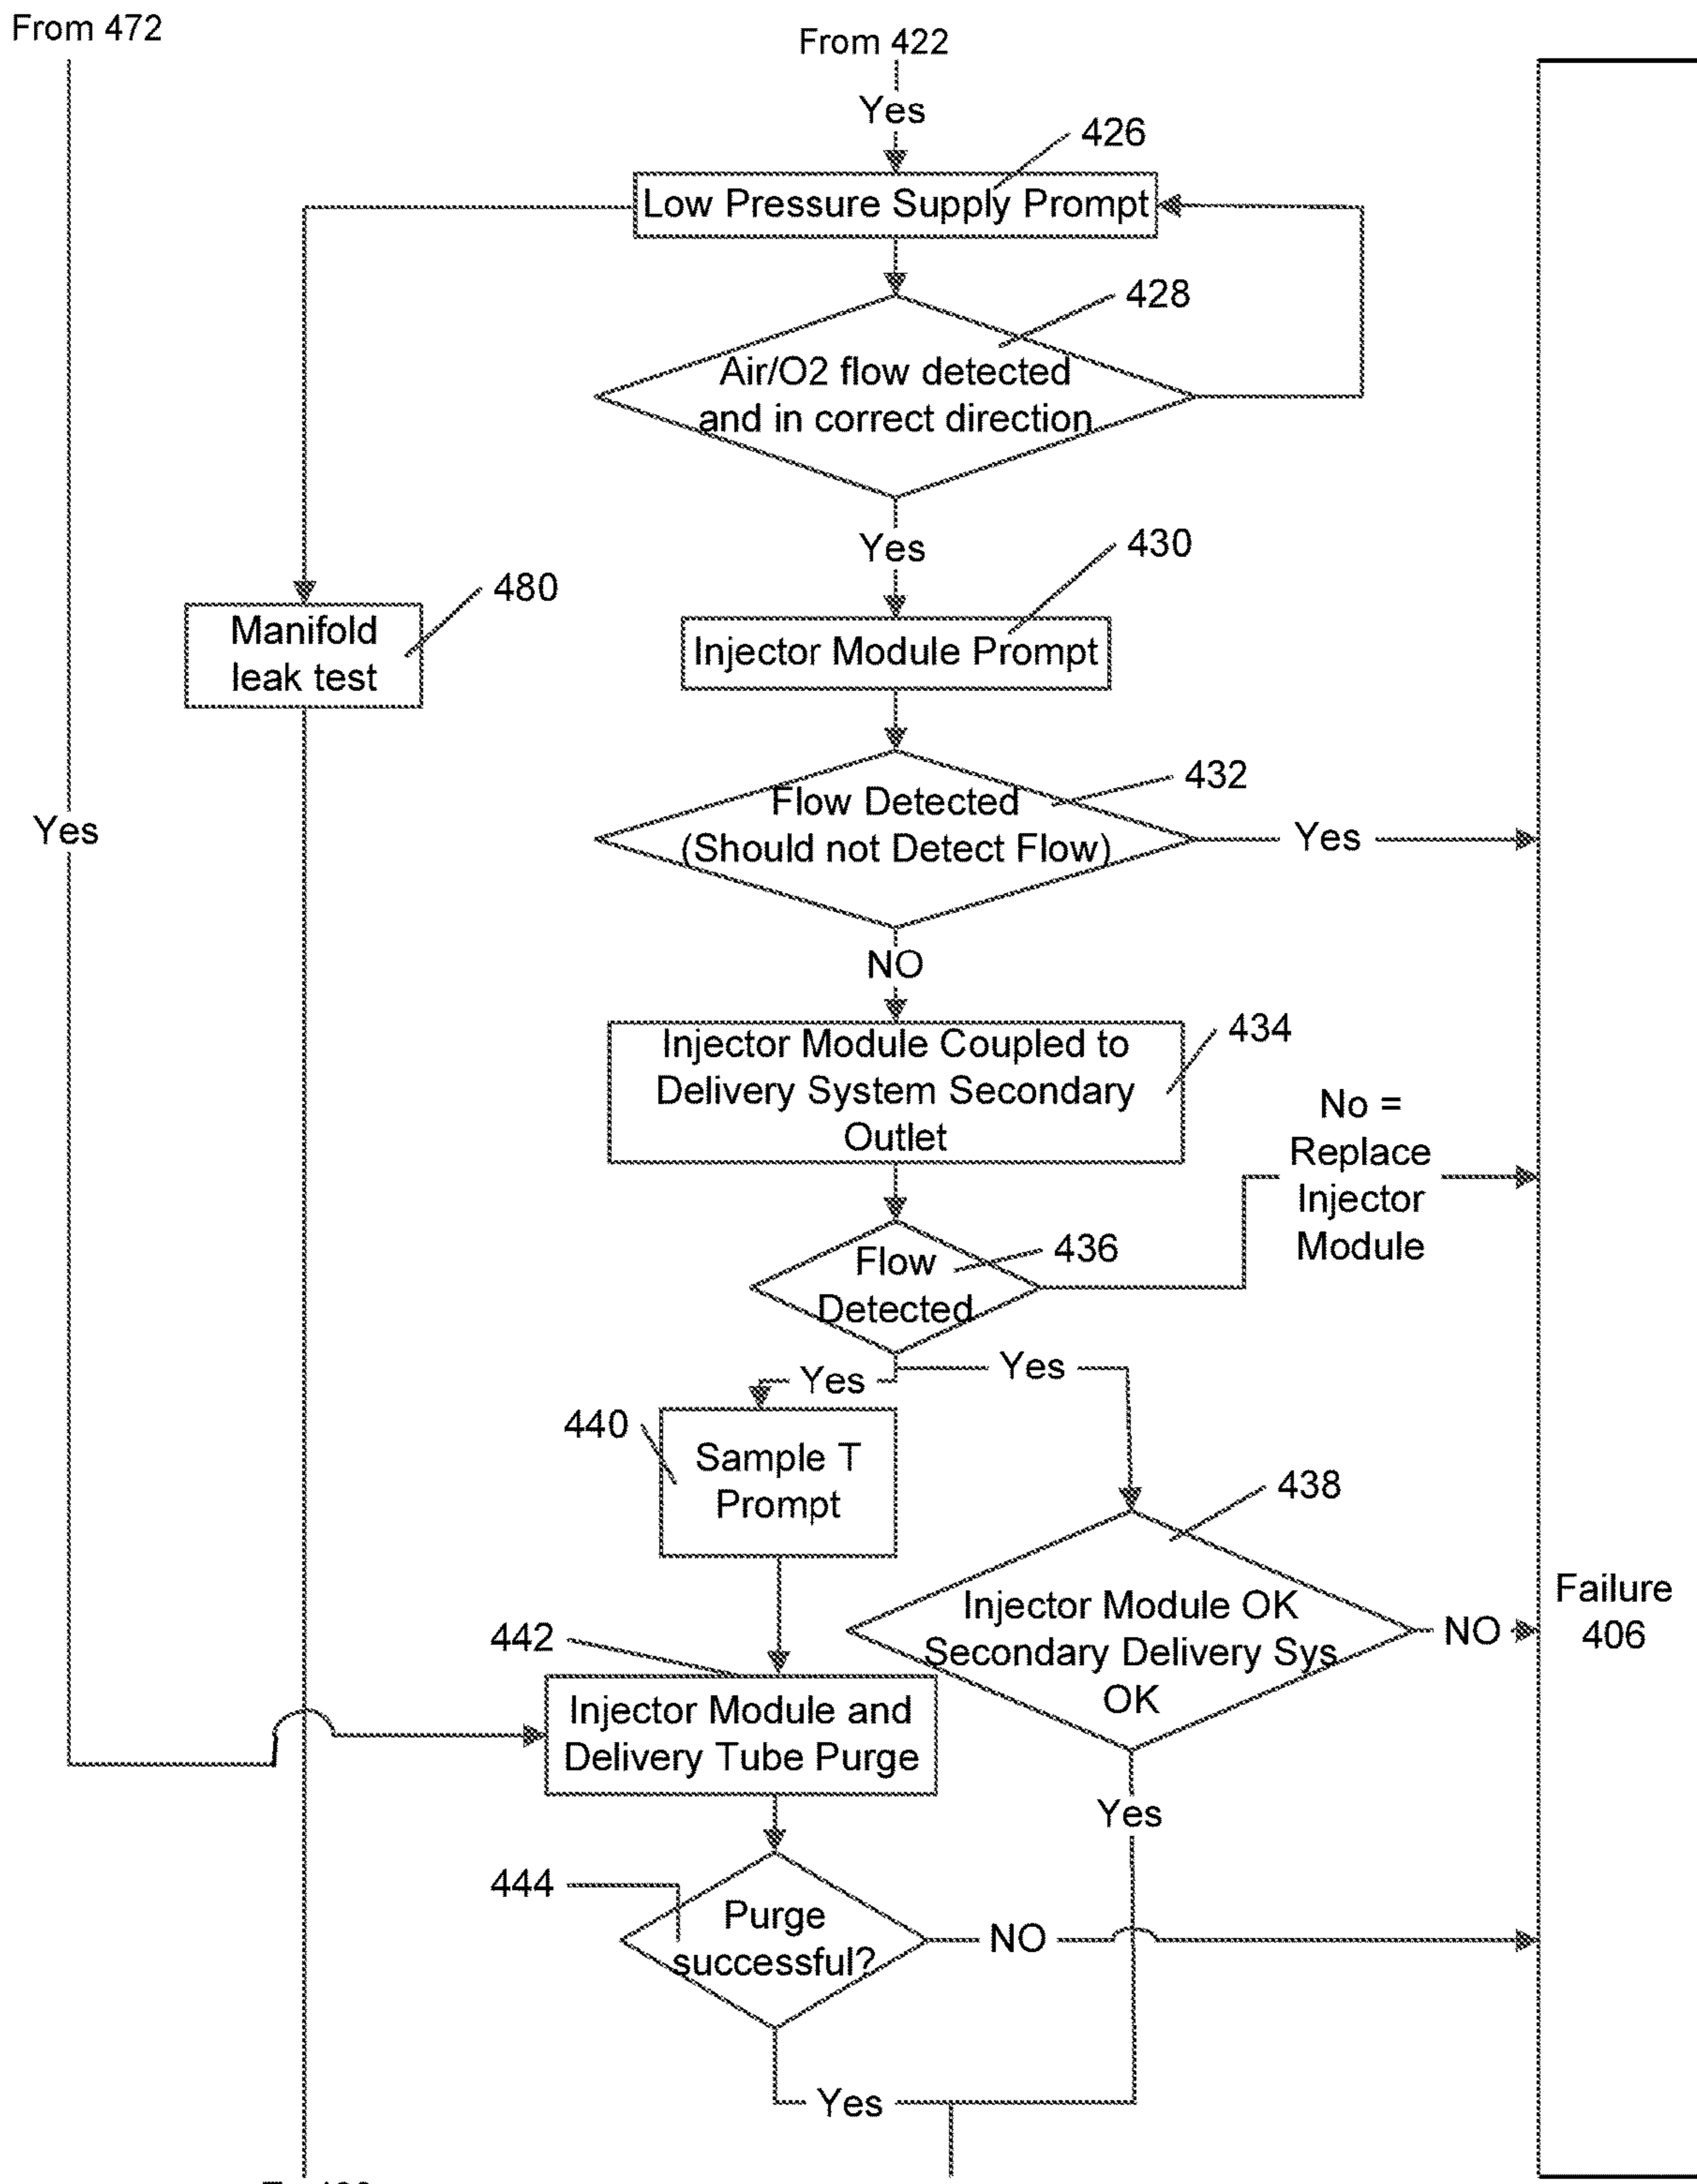 From 472
From 422
Yes
426
Low Pressure Supply Prompt
428
Air/O2 flow detected
and in correct direction
Yes
430
Injector Module Prompt
480
Manifold
leak test
432
Flow Detected
(Should not Detect Flow)
Yes
Yes
NO
434
Injector Module Coupled to
Delivery System Secondary
Outlet
No =
Replace
Injector
Module
436
Flow
Detected
Yes
Yes
440
Sample T
Prompt
438
Injector Module OK
Secondary Delivery Sys
OK
NO
Failure
406
442
Injector Module and
Delivery Tube Purge
Yes
444
Purge
successful?
NO
Yes